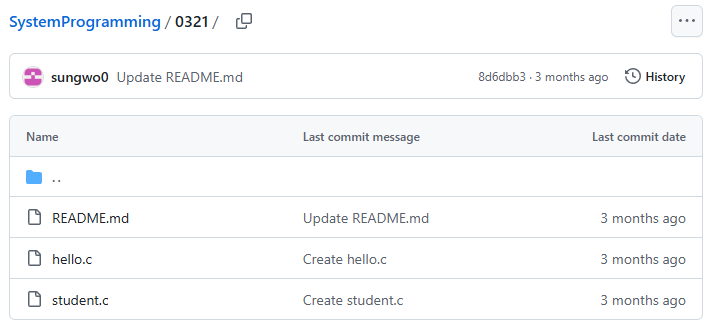 SystemProgramming / 0321 /
sungwo0 Update README.md 8d6dbb3 · 3 months ago History
Name Last commit message Last commit date
..
README.md Update README.md 3 months ago
hello.c Create hello.c 3 months ago
student.c Create student.c 3 months ago